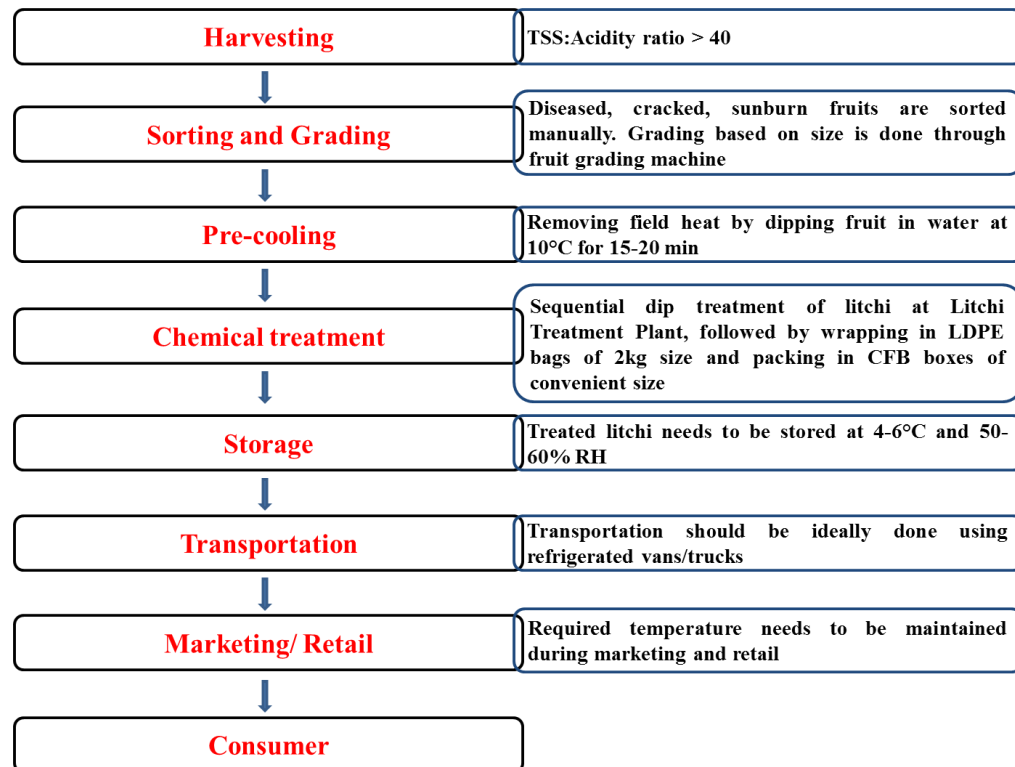 Harvesting
TSS:Acidity ratio > 40
Sorting and Grading
Diseased, cracked, sunburn fruits are sorted
manually. Grading based on size is done through
fruit grading machine
Pre-cooling
Removing field heat by dipping fruit in water at
10°C for 15-20 min
Chemical treatment
Sequential dip treatment of litchi at Litchi
Treatment Plant, followed by wrapping in LDPE
bags of 2kg size and packing in CFB boxes of
convenient size
Storage
Treated litchi needs to be stored at 4-6°C and 50-
60% RH
Transportation
Transportation should be ideally done using
refrigerated vans/trucks
Marketing/ Retail
Required temperature needs to be maintained
during marketing and retail
Consumer